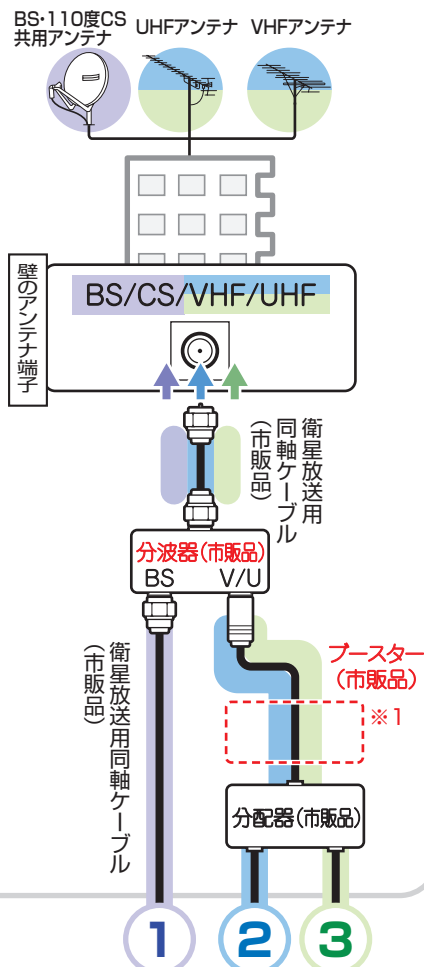 BS・110度CS
共用アンテナ
UHFアンテナ
VHFアンテナ
壁のアンテナ端子
BS/CS/VHF/UHF
衛星放送用
同軸ケーブル
(市販品)
分波器(市販品)
BS V/U
衛星放送用同軸ケーブル
(市販品)
ブースター
(市販品)
※1
分配器(市販品)
1
2
3